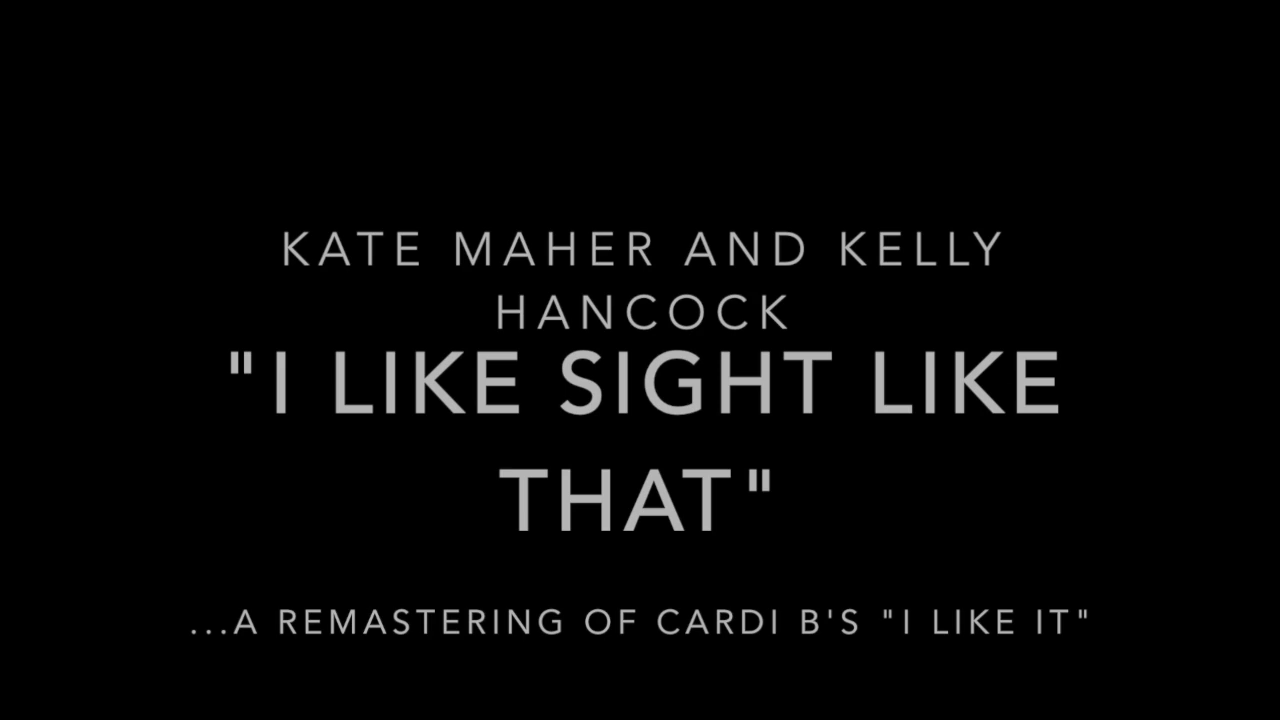 KATE MAHER AND KELLY
HANCOCK
"I LIKE SIGHT LIKE
THAT"
...A REMASTERING OF CARDI B'S "I LIKE IT"